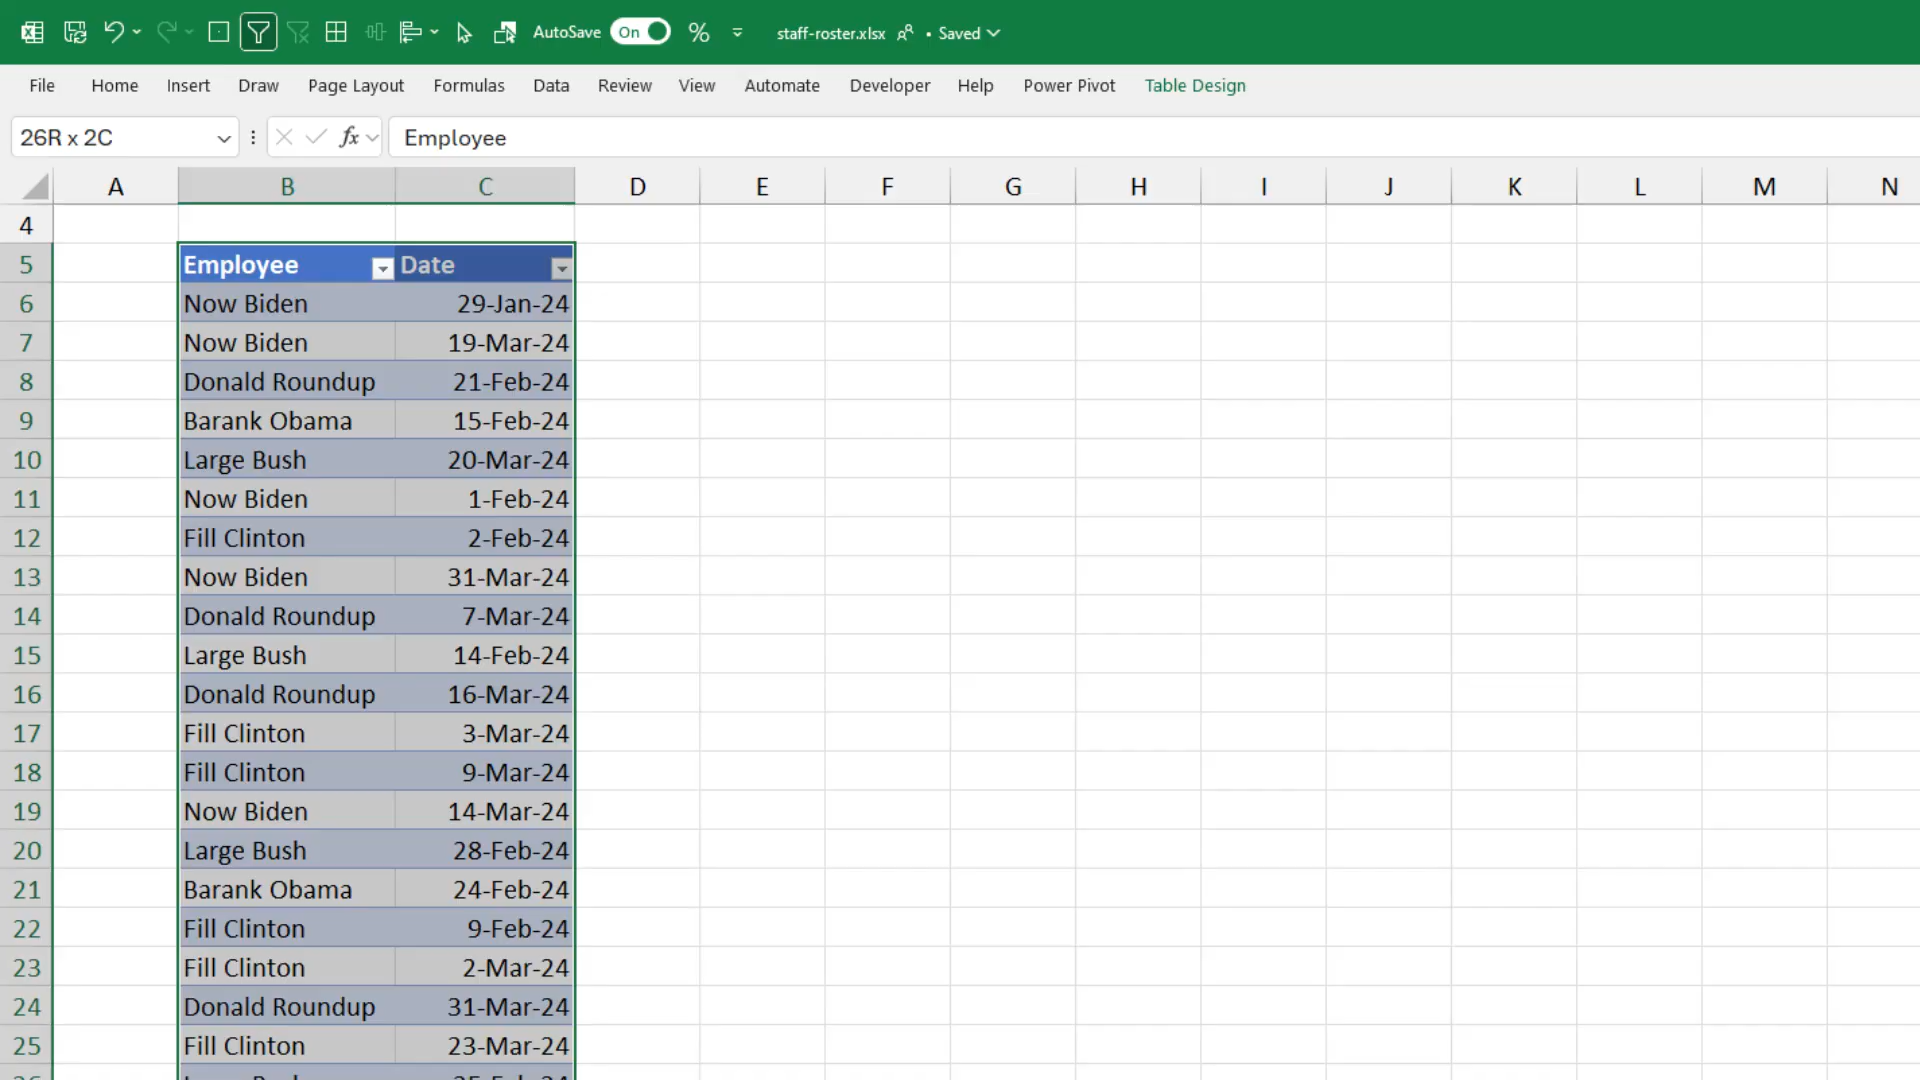 AutoSave On % staff-roster.xlsx • Saved
File Home Insert Draw Page Layout Formulas Data Review View Automate Developer Help Power Pivot Table Design
26R x 2C fx Employee
A B C D E F G H I J K L M N
4
5 Employee Date
6 Now Biden 29-Jan-24
7 Now Biden 19-Mar-24
8 Donald Roundup 21-Feb-24
9 Barank Obama 15-Feb-24
10 Large Bush 20-Mar-24
11 Now Biden 1-Feb-24
12 Fill Clinton 2-Feb-24
13 Now Biden 31-Mar-24
14 Donald Roundup 7-Mar-24
15 Large Bush 14-Feb-24
16 Donald Roundup 16-Mar-24
17 Fill Clinton 3-Mar-24
18 Fill Clinton 9-Mar-24
19 Now Biden 14-Mar-24
20 Large Bush 28-Feb-24
21 Barank Obama 24-Feb-24
22 Fill Clinton 9-Feb-24
23 Fill Clinton 2-Mar-24
24 Donald Roundup 31-Mar-24
25 Fill Clinton 23-Mar-24